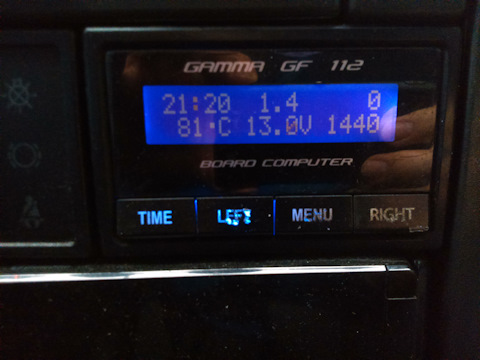 GAMMA GF 112
21:20 1.4 0
81°C 13.0V 1440
BOARD COMPUTER
TIME LEFT MENU RIGHT